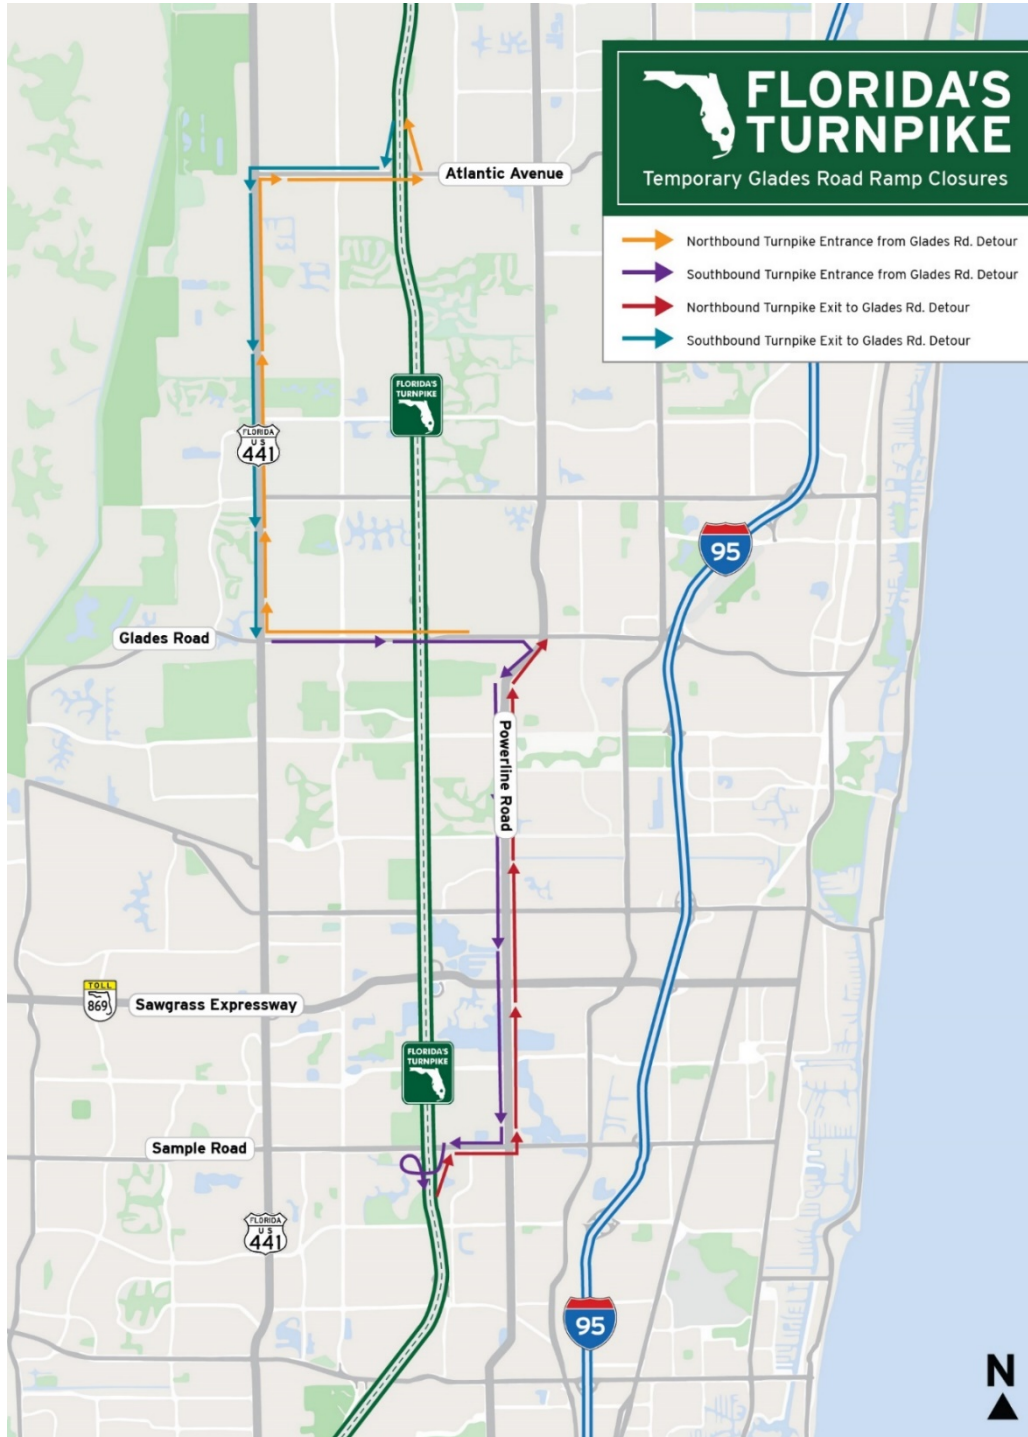 FLORIDA'S
TURNPIKE
Temporary Glades Road Ramp Closures
Northbound Turnpike Entrance from Glades Rd. Detour
Southbound Turnpike Entrance from Glades Rd. Detour
Northbound Turnpike Exit to Glades Rd. Detour
Southbound Turnpike Exit to Glades Rd. Detour
Atlantic Avenue
FLORIDA'S
TURNPIKE
FLORIDA
US
441
95
Glades Road
Powerline Road
TOLL
869
Sawgrass Expressway
FLORIDA'S
TURNPIKE
Sample Road
FLORIDA
US
441
95
N